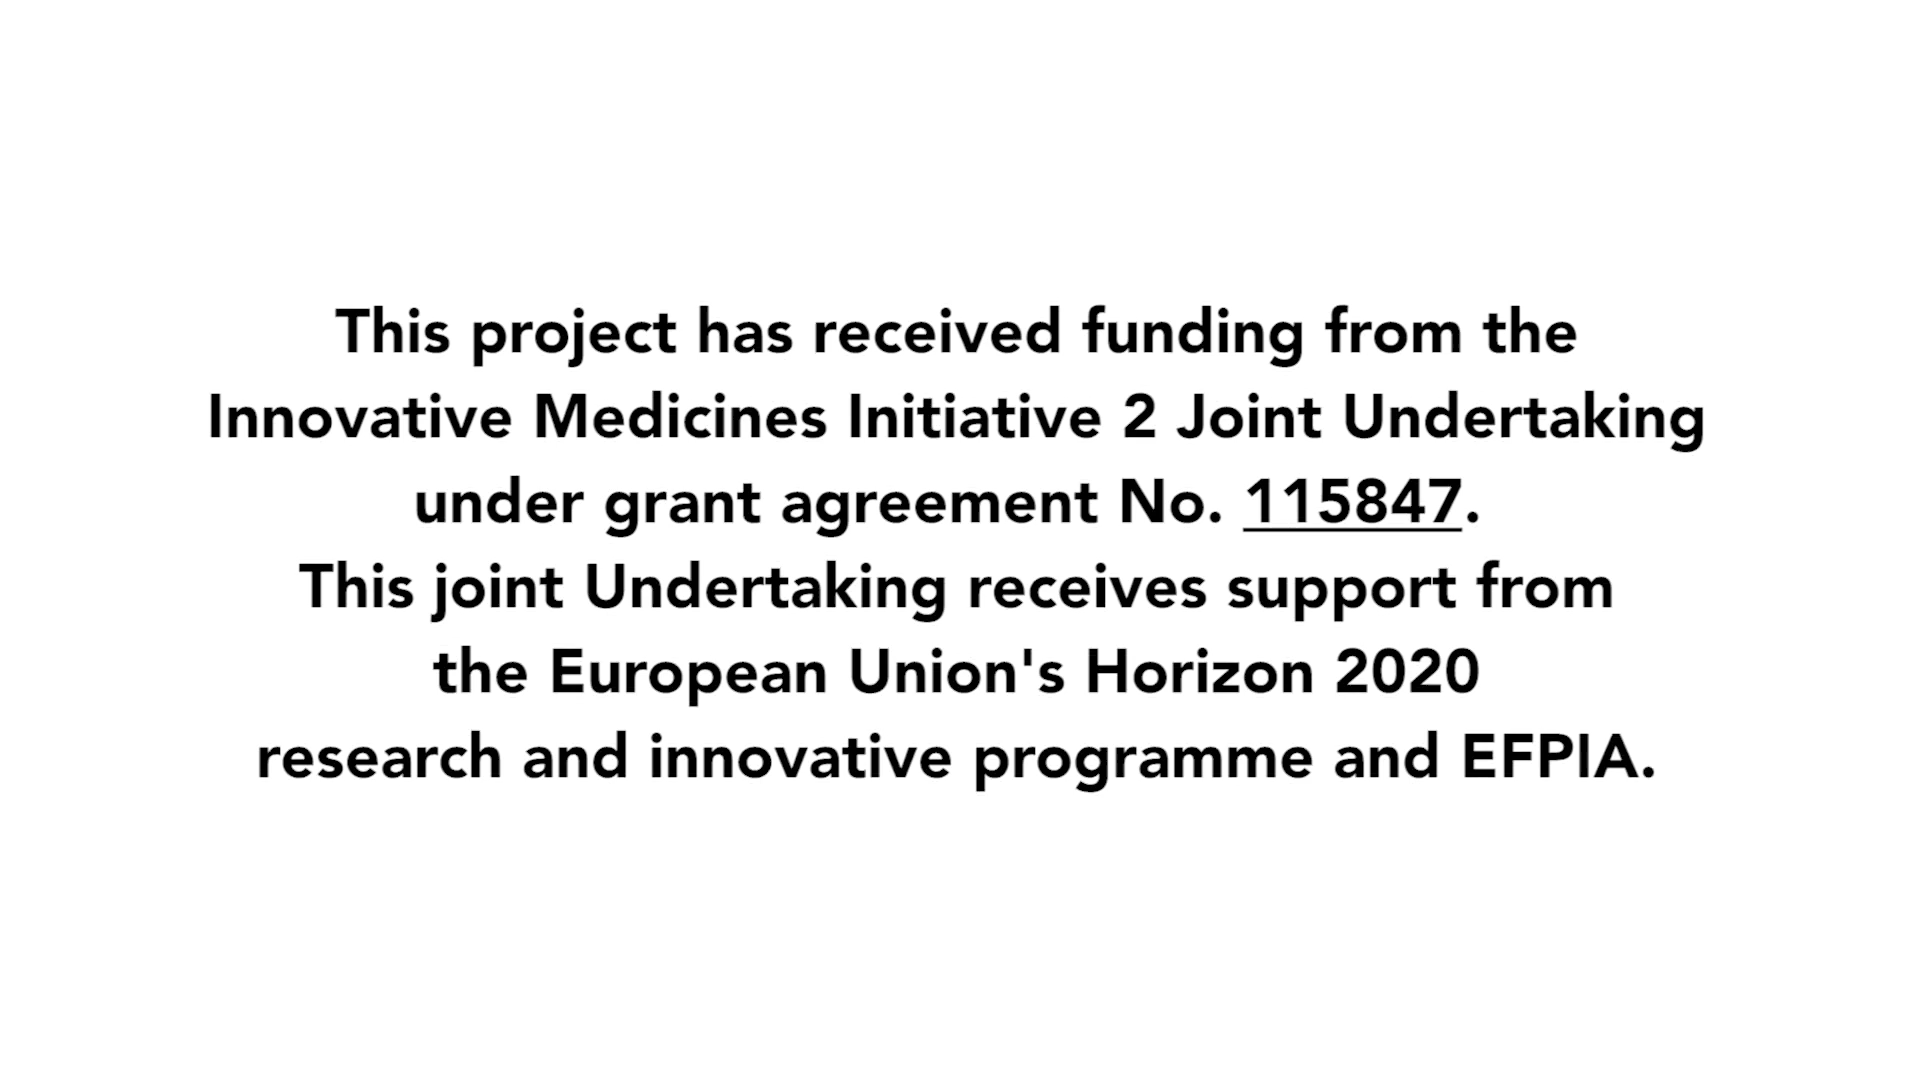 This project has received funding from the
Innovative Medicines Initiative 2 Joint Undertaking
under grant agreement No. 115847.
This joint Undertaking receives support from
the European Union's Horizon 2020
research and innovative programme and EFPIA.